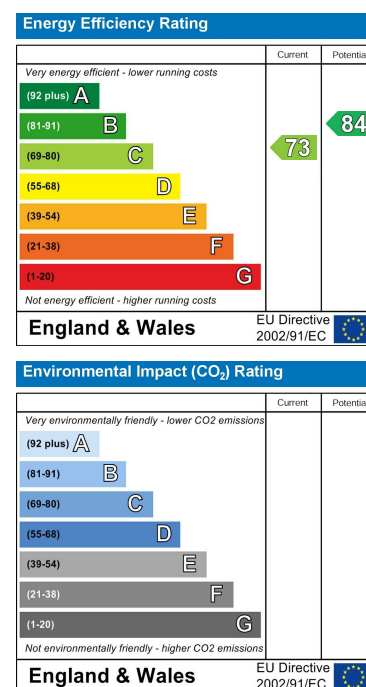 Energy Efficiency Rating
Current Potentia
Very energy efficient - lower running costs
(92 plus) A
(81-91) B
84
(69-80) C
73
(55-68) D
(39-54) E
(21-38) F
(1-20) G
Not energy efficient - higher running costs
England & Wales
EU Directive
2002/91/EC
Environmental Impact (CO₂) Rating
Current Potentia
Very environmentally friendly - lower CO2 emissions
(92 plus) A
(81-91) B
(69-80) C
(55-68) D
(39-54) E
(21-38) F
(1-20) G
Not environmentally friendly - higher CO2 emissions
England & Wales
EU Directive
2002/91/EC